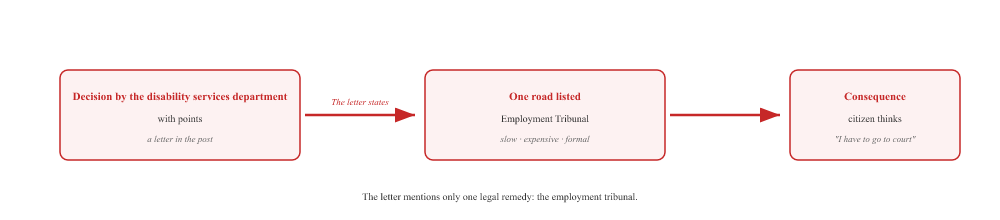 Decision by the disability services department
with points
a letter in the post
The letter states
One road listed
Employment Tribunal
slow · expensive · formal
Consequence
citizen thinks
"I have to go to court"
The letter mentions only one legal remedy: the employment tribunal.